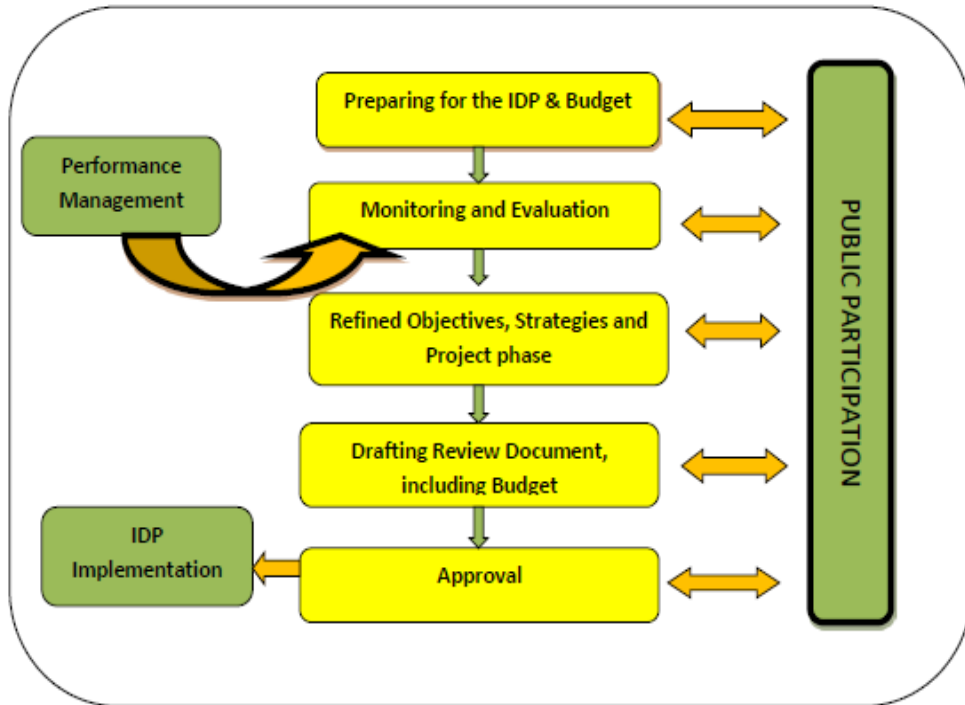 Preparing for the IDP & Budget
Performance
Management
Monitoring and Evaluation
Refined Objectives, Strategies and
Project phase
Drafting Review Document,
including Budget
IDP
Implementation
Approval
PUBLIC PARTICIPATION